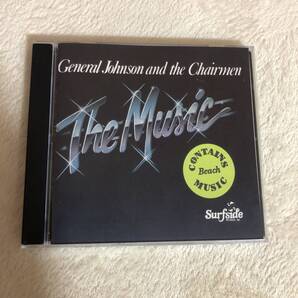 General Johnson and the Chairmen
The Music
CONTAINS
Beach
MUSIC
Surfside